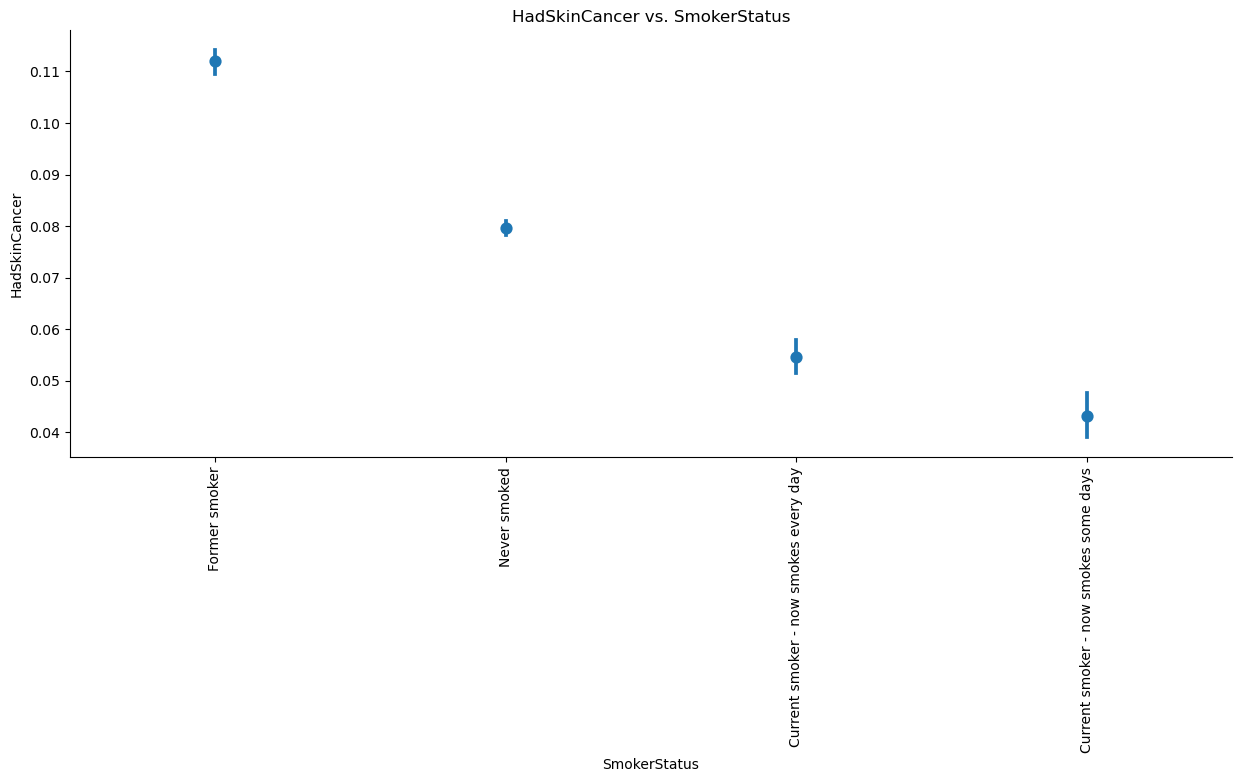 HadSkinCancer vs. SmokerStatus
HadSkinCancer
0.11
0.10
0.09
0.08
0.07
0.06
0.05
0.04
Former smoker
Never smoked
Current smoker - now smokes every day
Current smoker - now smokes some days
SmokerStatus